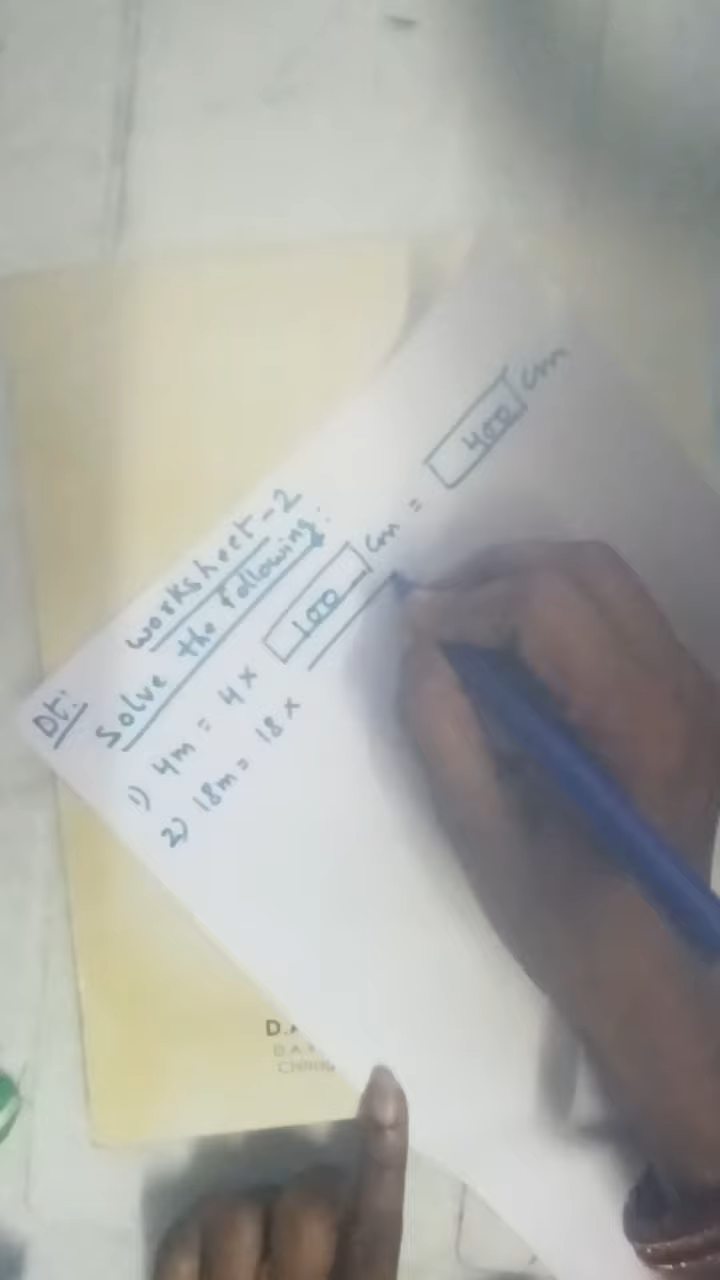 Dt:
Worksheet-2
Solve the following:
1) 4m = 4 x 100 cm = 400 cm
2) 18m = 18 x
D.A